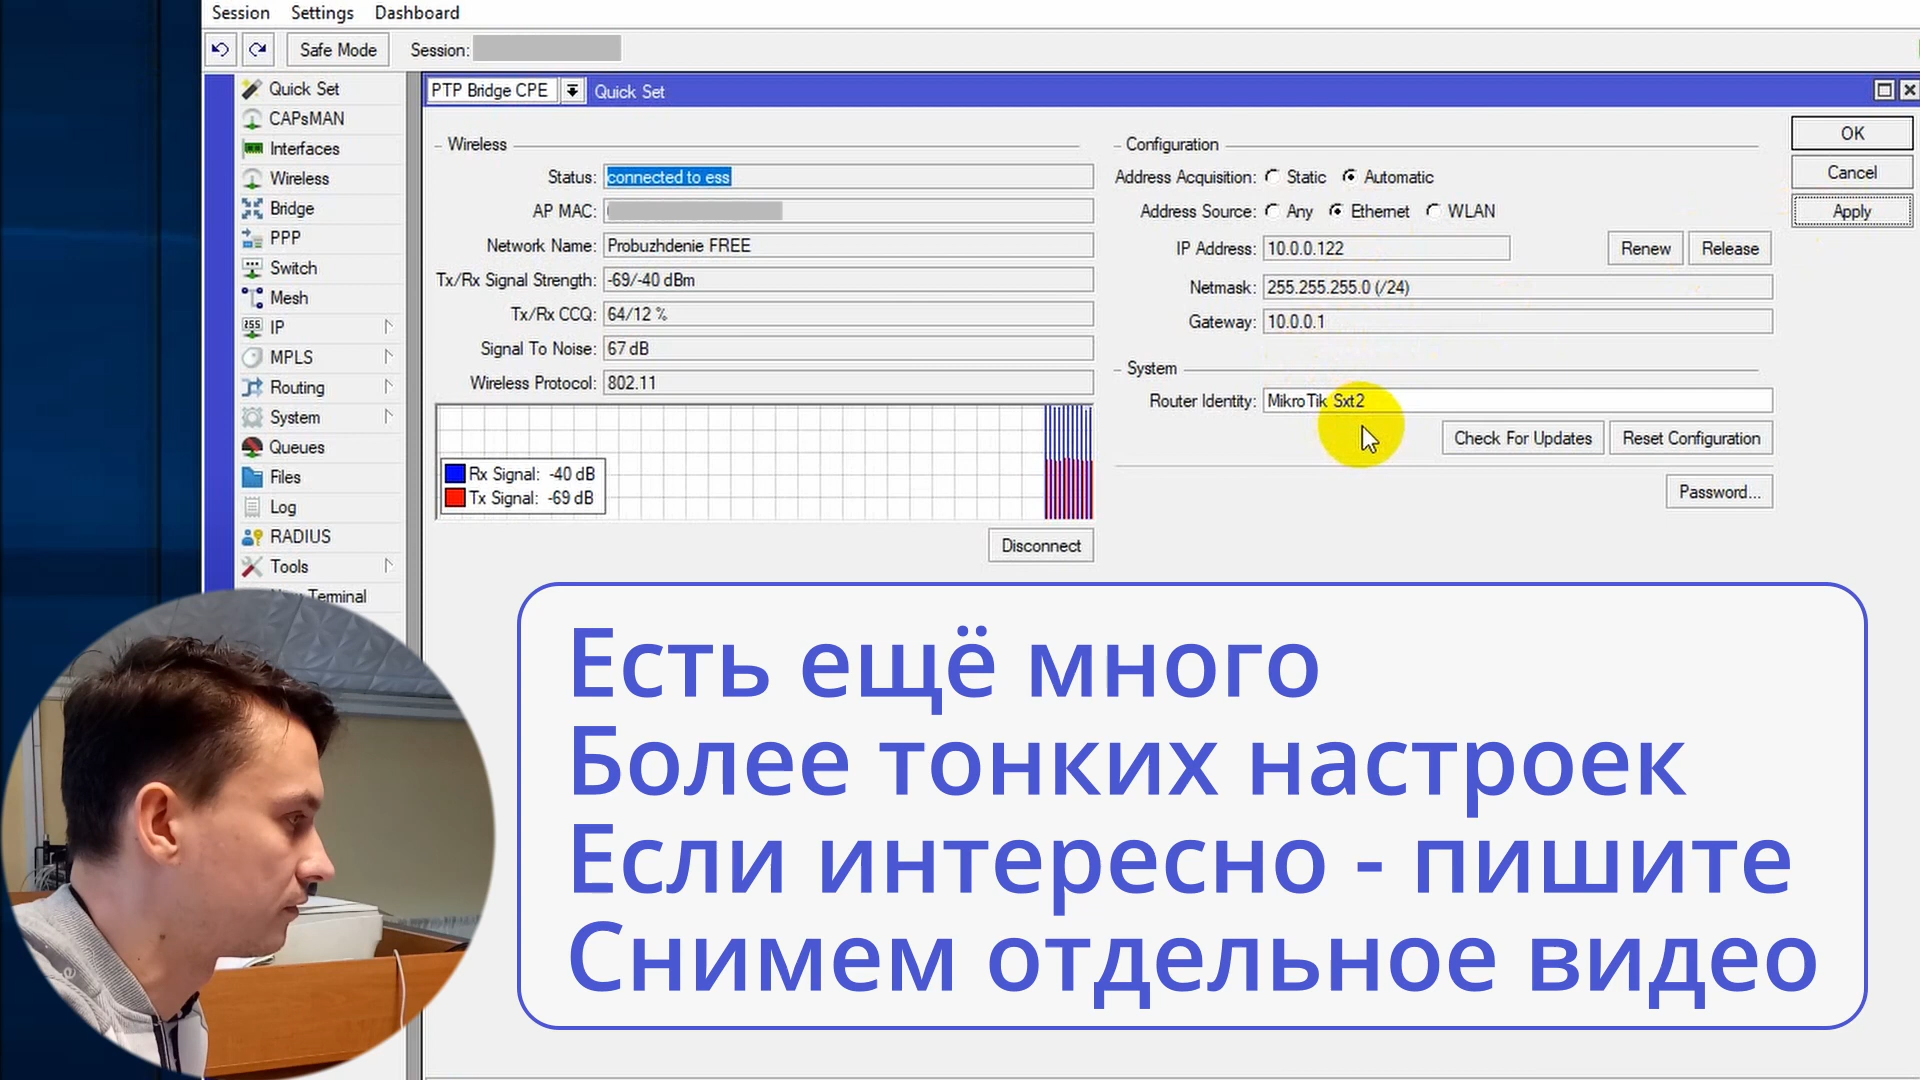 Session Settings Dashboard
Safe Mode Session:
Quick Set
CAPsMAN
Interfaces
Wireless
Bridge
PPP
Switch
Mesh
IP
MPLS
Routing
System
Queues
Files
Log
RADIUS
Tools
Terminal
PTP Bridge CPE Quick Set
Wireless
Status: connected to ess
AP MAC:
Network Name: Probuzhdenie FREE
Tx/Rx Signal Strength: -69/-40 dBm
Tx/Rx CCQ: 64/12 %
Signal To Noise: 67 dB
Wireless Protocol: 802.11
Rx Signal: -40 dB
Tx Signal: -69 dB
Disconnect
Configuration
Address Acquisition: Static Automatic
Address Source: Any Ethernet WLAN
IP Address: 10.0.0.122 Renew Release
Netmask: 255.255.255.0 (/24)
Gateway: 10.0.0.1
System
Router Identity: MikroTik Sxt2
Check For Updates Reset Configuration
Password...
OK
Cancel
Apply
Есть ещё много
Более тонких настроек
Если интересно - пишите
Снимем отдельное видео